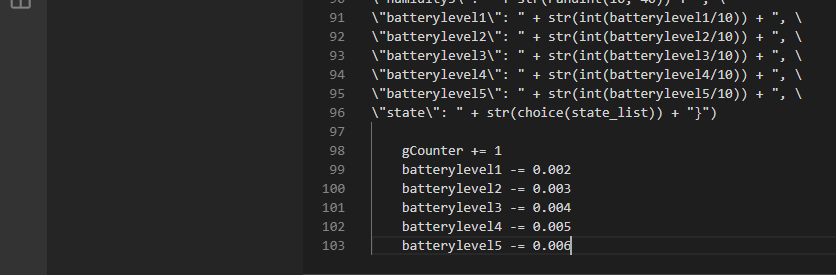 90 \"humidity5\": " + str(randint(10, 40)) + ", \
91 \"batterylevel1\": " + str(int(batterylevel1/10)) + ", \
92 \"batterylevel2\": " + str(int(batterylevel2/10)) + ", \
93 \"batterylevel3\": " + str(int(batterylevel3/10)) + ", \
94 \"batterylevel4\": " + str(int(batterylevel4/10)) + ", \
95 \"batterylevel5\": " + str(int(batterylevel5/10)) + ", \
96 \"state\": " + str(choice(state_list)) + "}")
97
98 gCounter += 1
99 batterylevel1 -= 0.002
100 batterylevel2 -= 0.003
101 batterylevel3 -= 0.004
102 batterylevel4 -= 0.005
103 batterylevel5 -= 0.006